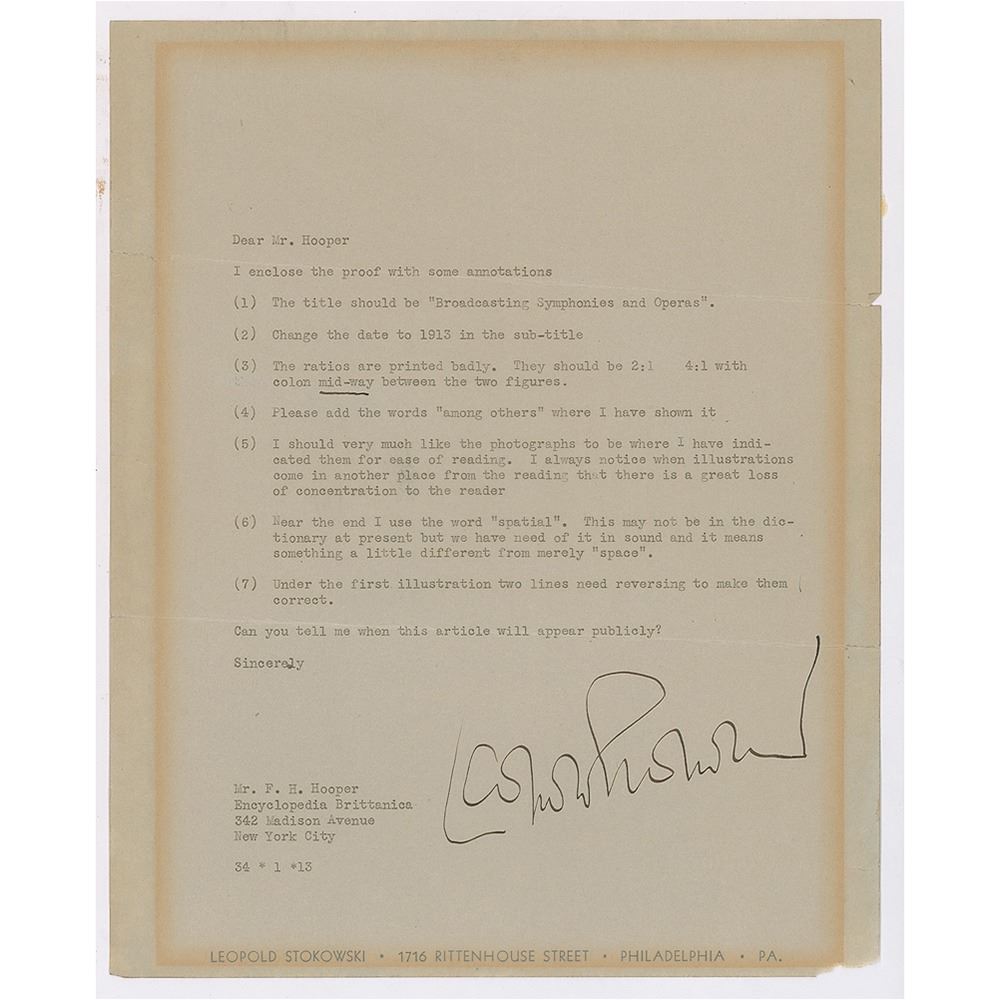 Dear Mr. Hooper
I enclose the proof with some annotations
(1) The title should be "Broadcasting Symphonies and Operas".
(2) Change the date to 1913 in the sub-title
(3) The ratios are printed badly. They should be 2:1 4:1 with
colon mid-way between the two figures.
(4) Please add the words "among others" where I have shown it
(5) I should very much like the photographs to be where I have indi-
cated them for ease of reading. I always notice when illustrations
come in another place from the reading that there is a great loss
of concentration to the reader
(6) Near the end I use the word "spatial". This may not be in the dic-
tionary at present but we have need of it in sound and it means
something a little different from merely "space".
(7) Under the first illustration two lines need reversing to make them
correct.
Can you tell me when this article will appear publicly?
Sincerely
Leopold Stokowski
Mr. F. H. Hooper
Encyclopedia Brittanica
342 Madison Avenue
New York City
34 * 1 *13
LEOPOLD STOKOWSKI • 1716 RITTENHOUSE STREET • PHILADELPHIA • PA.